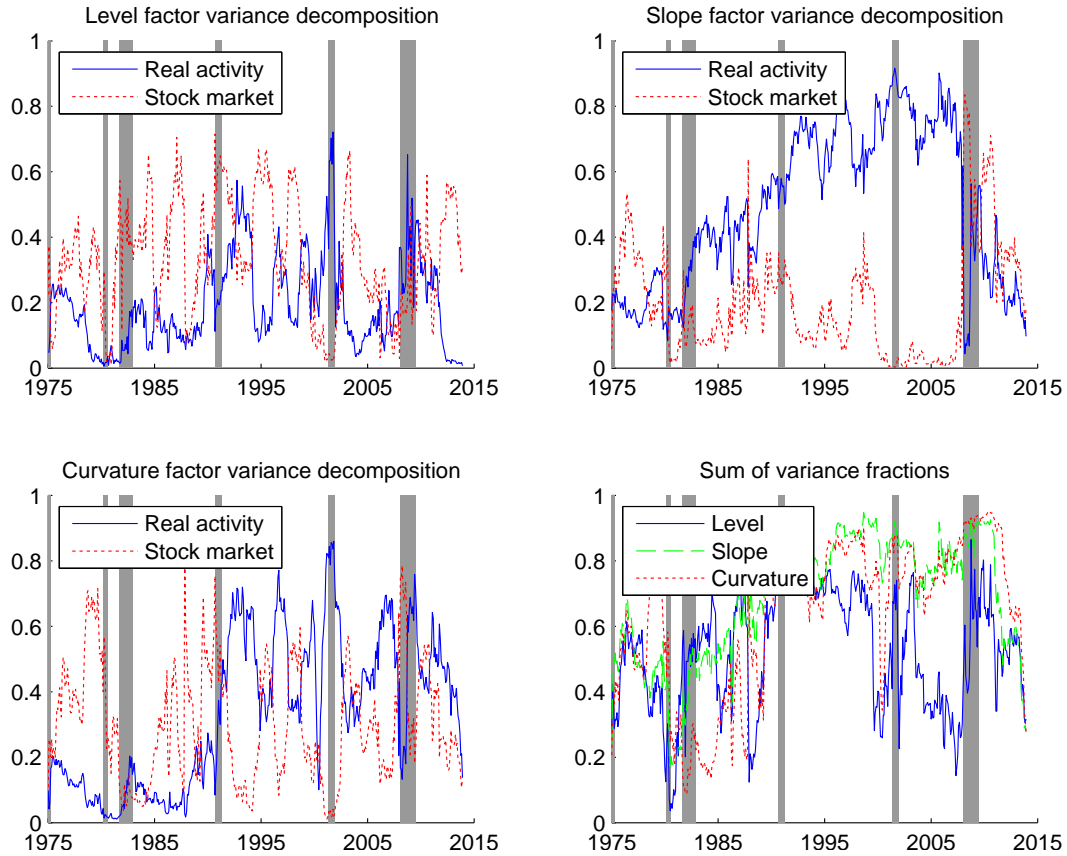 Level factor variance decomposition
1
0.8
0.6
0.4
0.2
0
1975 1985 1995 2005 2015
Real activity
Stock market
Slope factor variance decomposition
1
0.8
0.6
0.4
0.2
0
1975 1985 1995 2005 2015
Real activity
Stock market
Curvature factor variance decomposition
1
0.8
0.6
0.4
0.2
0
1975 1985 1995 2005 2015
Real activity
Stock market
Sum of variance fractions
1
0.8
0.6
0.4
0.2
0
1975 1985 1995 2005 2015
Level
Slope
Curvature